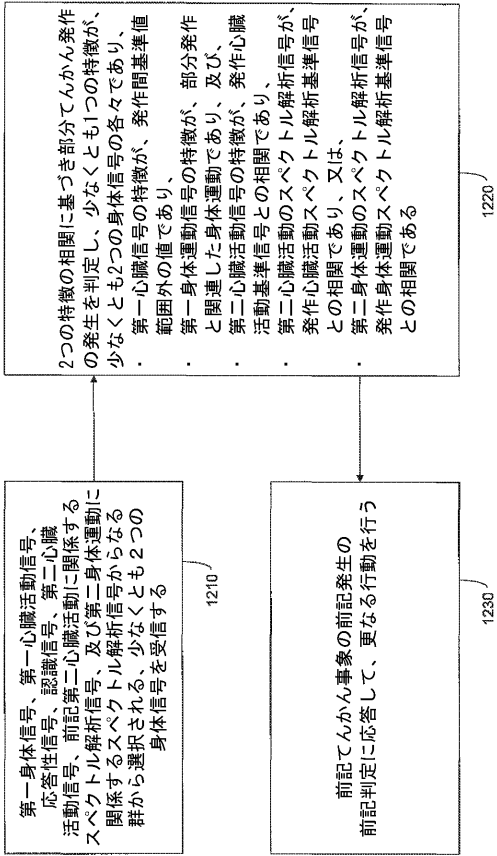 第一身体信号、第一心臓活動信号、
応答性信号、認識信号、第二心臓
活動信号、前記第二心臓活動に関係する
スペクトル解析信号、及び第二身体運動に
関係するスペクトル解析信号からなる
群から選択される、少なくとも２つの
身体信号を受信する
1210
2つの特徴の相関に基づき部分てんかん発作
の発生を判定し、少なくとも1つの特徴が、
少なくとも2つの身体信号の各々であり、
・ 第一心臓信号の特徴が、発作間基準値
範囲外の値であり、
・ 第一身体運動信号の特徴が、部分発作
と関連した身体運動であり、及び、
・ 第二心臓活動信号の特徴が、発作心臓
活動基準信号との相関であり、
・ 第二心臓活動のスペクトル解析信号が、
発作心臓活動スペクトル解析基準信号
との相関であり、又は、
・ 第二身体運動のスペクトル解析信号が、
発作身体運動スペクトル解析基準信号
との相関である
1220
前記てんかん事象の前記発生の
前記判定に応答して、更なる行動を行う
1230